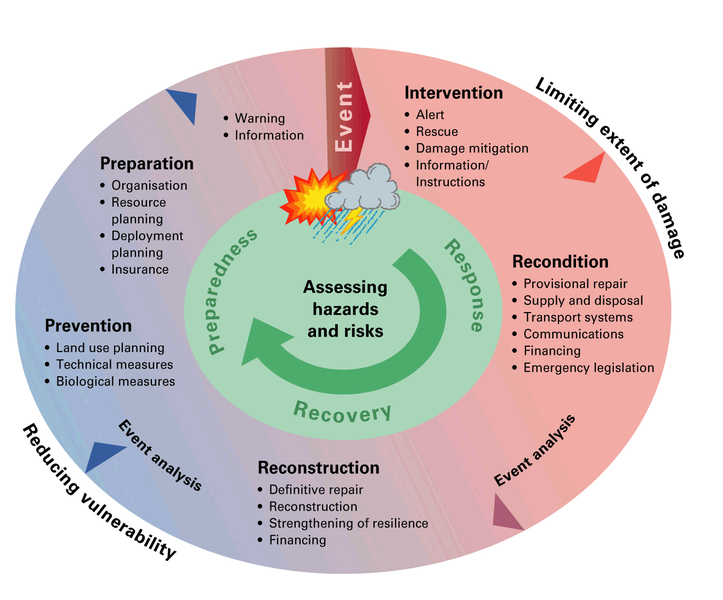 Event
Intervention
• Alert
• Rescue
• Damage mitigation
• Information/
Instructions
Limiting extent of damage
Recondition
• Provisional repair
• Supply and disposal
• Transport systems
• Communications
• Financing
• Emergency legislation
Event analysis
Reconstruction
• Definitive repair
• Reconstruction
• Strengthening of resilience
• Financing
Event analysis
Reducing vulnerability
Prevention
• Land use planning
• Technical measures
• Biological measures
Preparation
• Organisation
• Resource
planning
• Deployment
planning
• Insurance
• Warning
• Information
Response
Recovery
Preparedness
Assessing
hazards
and risks